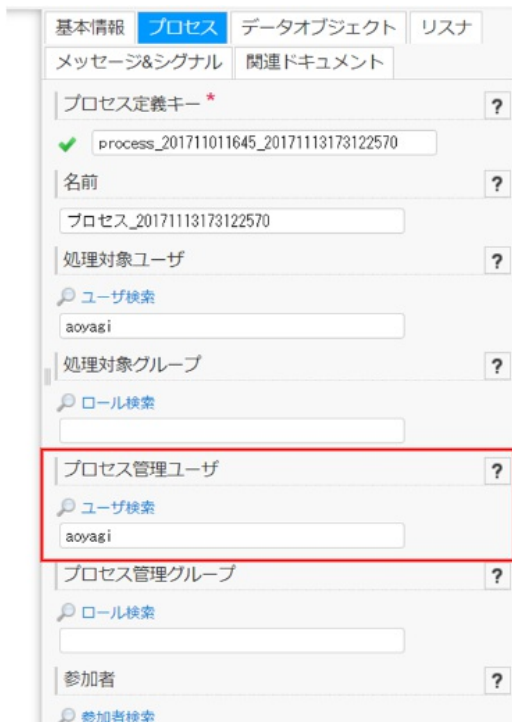 基本情報 プロセス データオブジェクト リスナ
メッセージ&シグナル 関連ドキュメント
プロセス定義キー * ?
process_201711011645_20171113173122570
名前 ?
プロセス_20171113173122570
処理対象ユーザ ?
ユーザ検索
aoyagi
処理対象グループ ?
ロール検索
プロセス管理ユーザ ?
ユーザ検索
aoyagi
プロセス管理グループ ?
ロール検索
参加者 ?
参加者検索